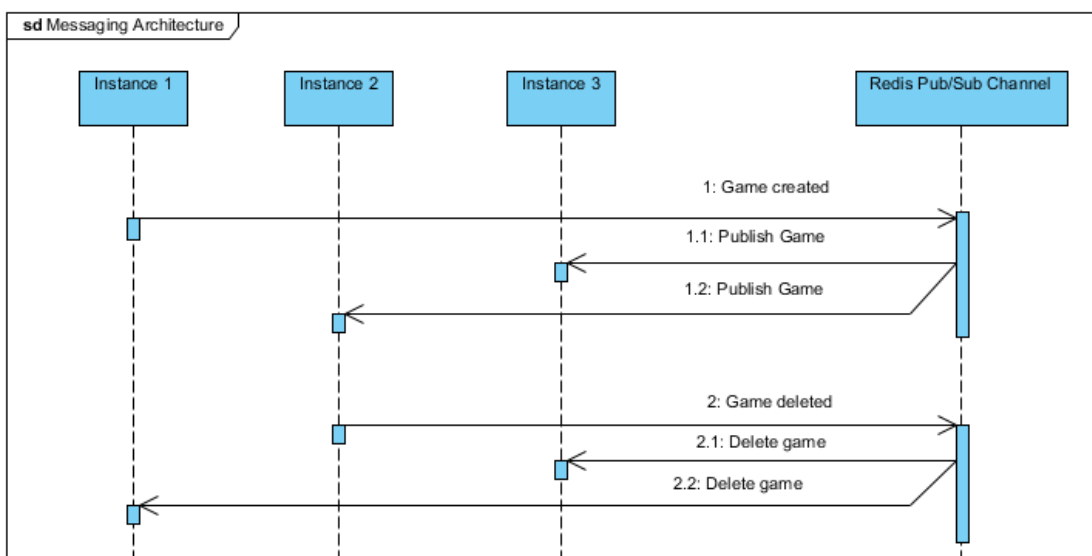 sd Messaging Architecture
Instance 1
Instance 2
Instance 3
Redis Pub/Sub Channel
1: Game created
1.1: Publish Game
1.2: Publish Game
2: Game deleted
2.1: Delete game
2.2: Delete game